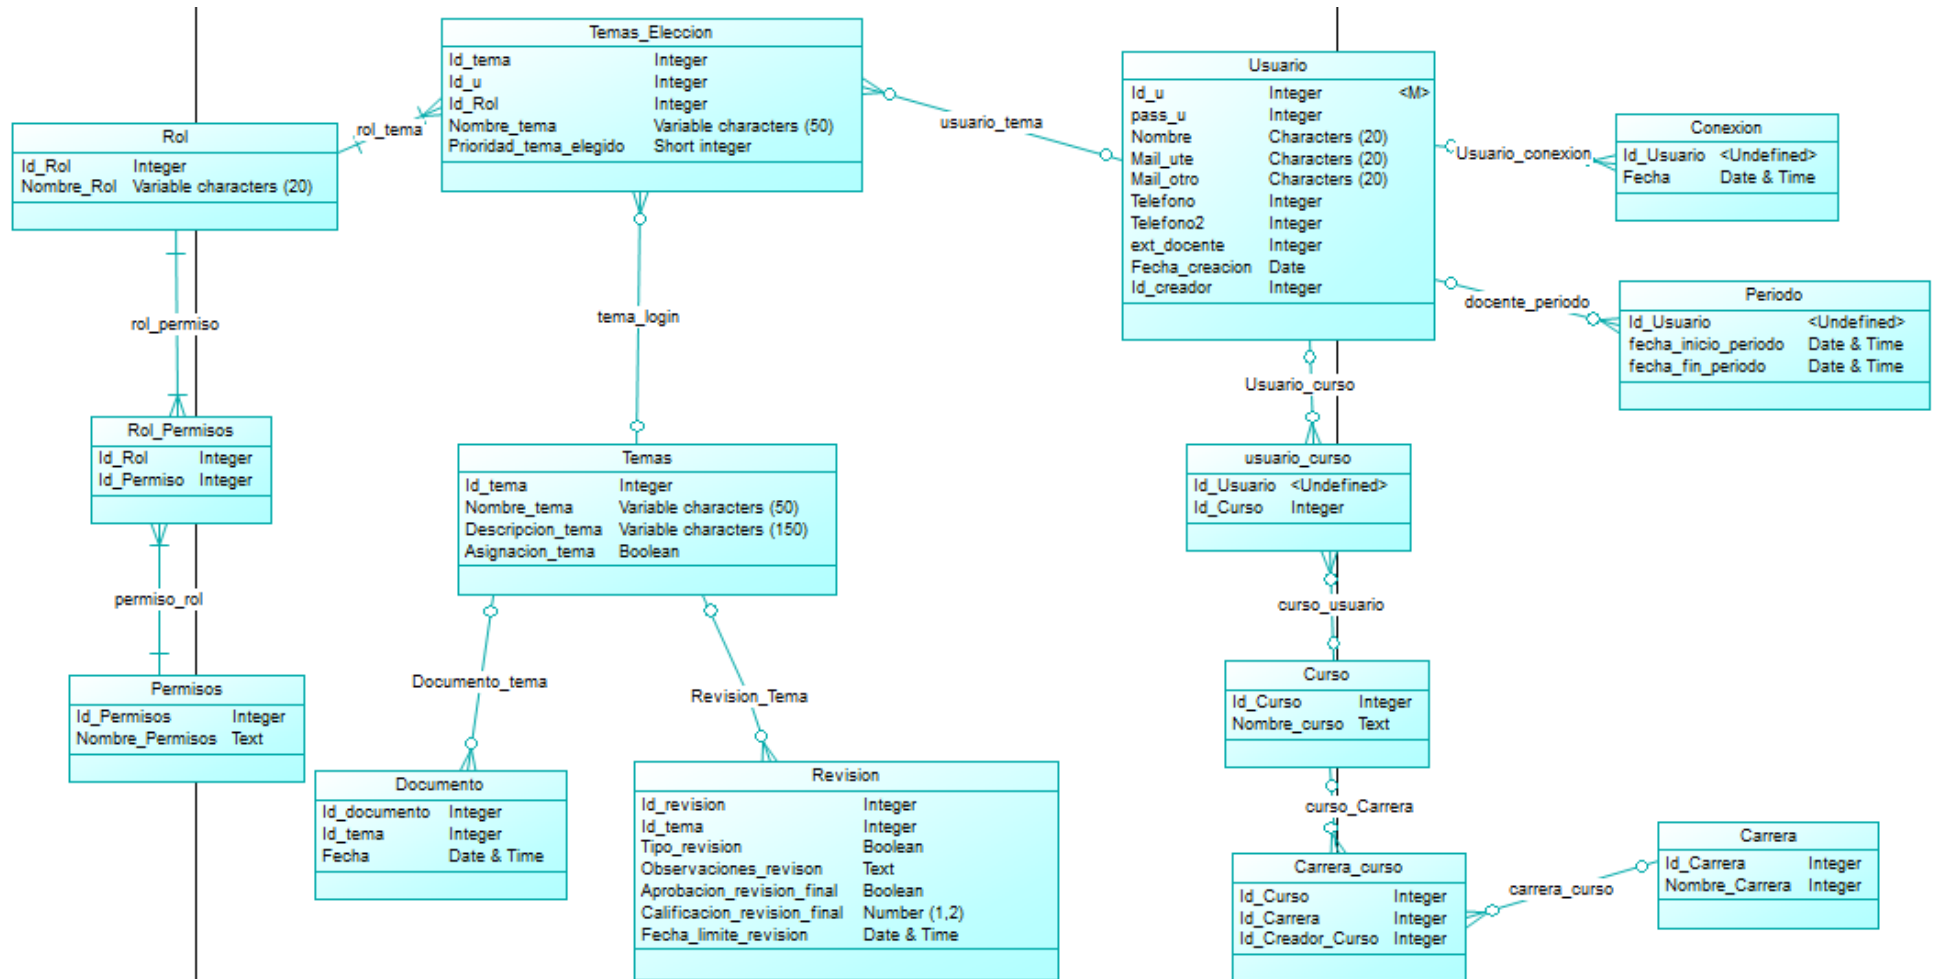 Temas_Eleccion
Id_tema Integer
Id_u Integer
Id_Rol Integer
Nombre_tema Variable characters (50)
Prioridad_tema_elegido Short integer
Usuario
Id_u Integer <M>
pass_u Integer
Nombre Characters (20)
Mail_ute Characters (20)
Mail_otro Characters (20)
Telefono Integer
Telefono2 Integer
ext_docente Integer
Fecha_creacion Date
Id_creador Integer
Conexion
Id_Usuario <Undefined>
Fecha Date & Time
Rol
Id_Rol Integer
Nombre_Rol Variable characters (20)
rol_tema
usuario_tema
Usuario_conexion
docente_periodo
Periodo
Id_Usuario <Undefined>
fecha_inicio_periodo Date & Time
fecha_fin_periodo Date & Time
rol_permiso
tema_login
Usuario_curso
Rol_Permisos
Id_Rol Integer
Id_Permiso Integer
Temas
Id_tema Integer
Nombre_tema Variable characters (50)
Descripcion_tema Variable characters (150)
Asignacion_tema Boolean
usuario_curso
Id_Usuario <Undefined>
Id_Curso Integer
permiso_rol
curso_usuario
Permisos
Id_Permisos Integer
Nombre_Permisos Text
Documento_tema
Revision_Tema
Curso
Id_Curso Integer
Nombre_curso Text
Documento
Id_documento Integer
Id_tema Integer
Fecha Date & Time
Revision
Id_revision Integer
Id_tema Integer
Tipo_revision Boolean
Observaciones_revison Text
Aprobacion_revision_final Boolean
Calificacion_revision_final Number (1,2)
Fecha_limite_revision Date & Time
curso_Carrera
Carrera_curso
Id_Curso Integer
Id_Carrera Integer
Id_Creador_Curso Integer
carrera_curso
Carrera
Id_Carrera Integer
Nombre_Carrera Integer